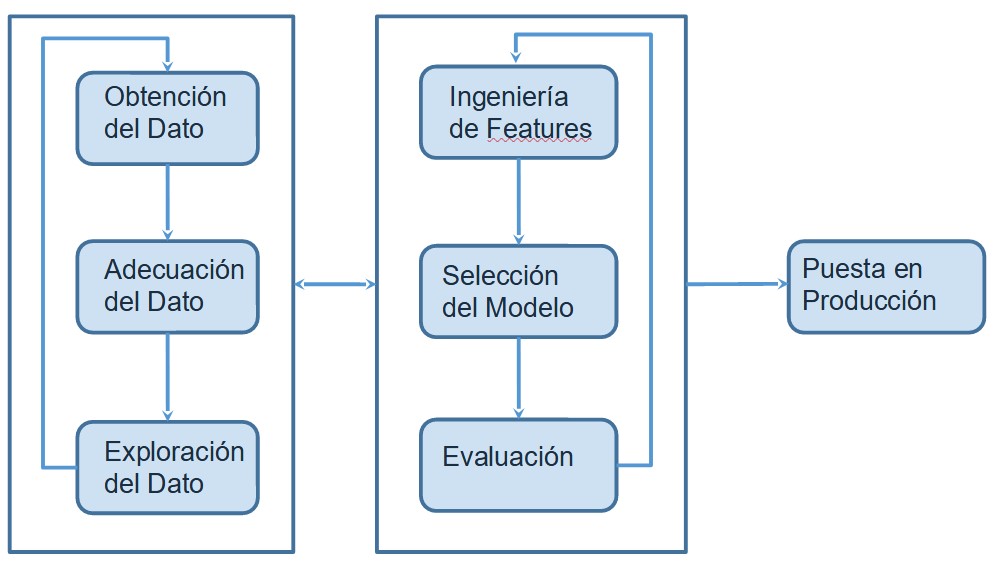 Obtención
del Dato
Adecuación
del Dato
Exploración
del Dato
Ingeniería
de Features
Selección
del Modelo
Evaluación
Puesta en
Producción